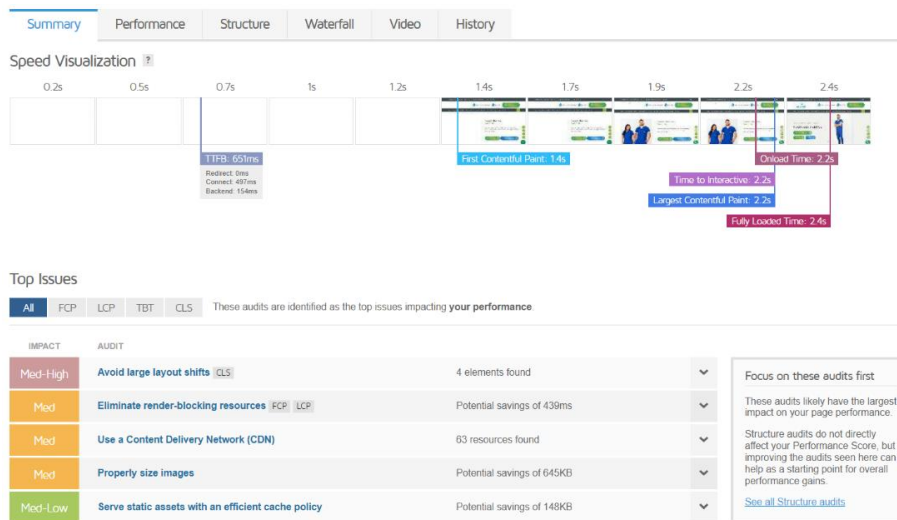 Summary Performance Structure Waterfall Video History
Speed Visualization ?
0.2s 0.5s 0.7s 1s 1.2s 1.4s 1.7s 1.9s 2.2s 2.4s
TTFB: 651ms
Redirect: 0ms
Connect: 497ms
Backend: 154ms
First Contentful Paint: 1.4s
Onload Time: 2.2s
Time to Interactive: 2.2s
Largest Contentful Paint: 2.2s
Fully Loaded Time: 2.4s
Top Issues
All FCP LCP TBT CLS These audits are identified as the top issues impacting your performance
IMPACT AUDIT
Med-High Avoid large layout shifts CLS 4 elements found
Med Eliminate render-blocking resources FCP LCP Potential savings of 439ms
Med Use a Content Delivery Network (CDN) 63 resources found
Med Properly size images Potential savings of 645KB
Med-Low Serve static assets with an efficient cache policy Potential savings of 148KB
Focus on these audits first
These audits likely have the largest
impact on your page performance.
Structure audits do not directly
affect your Performance Score, but
improving the audits seen here can
help as a starting point for overall
performance gains.
See all Structure audits